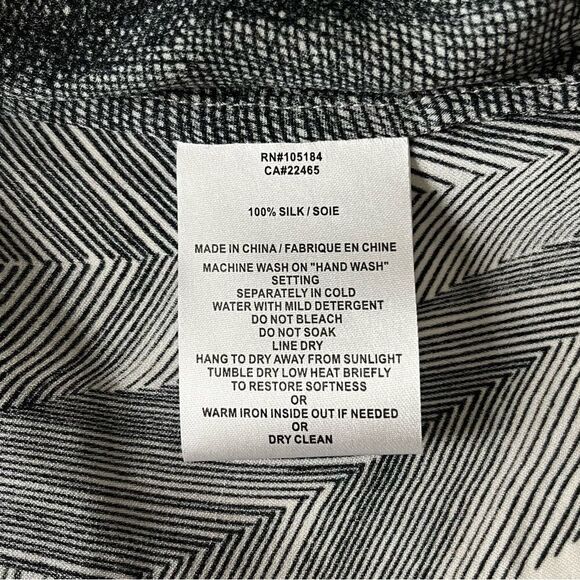 RN#105184
CA#22465
100% SILK / SOIE
MADE IN CHINA / FABRIQUE EN CHINE
MACHINE WASH ON "HAND WASH"
SETTING
SEPARATELY IN COLD
WATER WITH MILD DETERGENT
DO NOT BLEACH
DO NOT SOAK
LINE DRY
HANG TO DRY AWAY FROM SUNLIGHT
TUMBLE DRY LOW HEAT BRIEFLY
TO RESTORE SOFTNESS
OR
WARM IRON INSIDE OUT IF NEEDED
OR
DRY CLEAN